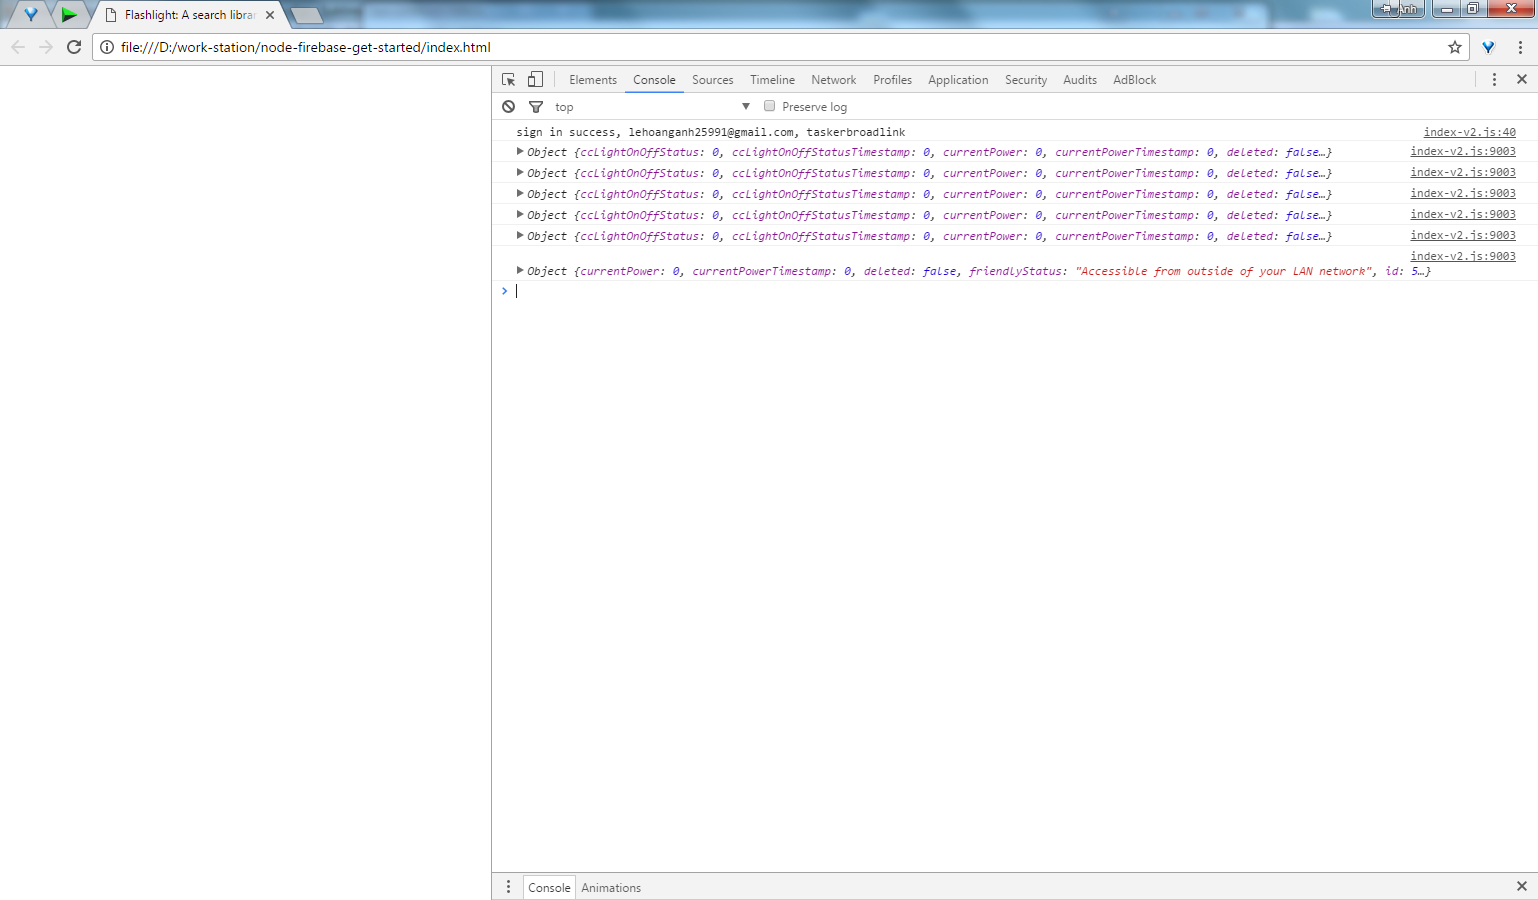 Flashlight: A search librar
Anh
file:///D:/work-station/node-firebase-get-started/index.html
Elements Console Sources Timeline Network Profiles Application Security Audits AdBlock
top Preserve log
sign in success, lehoanganh25991@gmail.com, taskerbroadlink index-v2.js:40
Object {ccLightOnOffStatus: 0, ccLightOnOffStatusTimestamp: 0, currentPower: 0, currentPowerTimestamp: 0, deleted: false…} index-v2.js:9003
Object {ccLightOnOffStatus: 0, ccLightOnOffStatusTimestamp: 0, currentPower: 0, currentPowerTimestamp: 0, deleted: false…} index-v2.js:9003
Object {ccLightOnOffStatus: 0, ccLightOnOffStatusTimestamp: 0, currentPower: 0, currentPowerTimestamp: 0, deleted: false…} index-v2.js:9003
Object {ccLightOnOffStatus: 0, ccLightOnOffStatusTimestamp: 0, currentPower: 0, currentPowerTimestamp: 0, deleted: false…} index-v2.js:9003
Object {ccLightOnOffStatus: 0, ccLightOnOffStatusTimestamp: 0, currentPower: 0, currentPowerTimestamp: 0, deleted: false…} index-v2.js:9003
index-v2.js:9003
Object {currentPower: 0, currentPowerTimestamp: 0, deleted: false, friendlyStatus: "Accessible from outside of your LAN network", id: 5…}
Console Animations